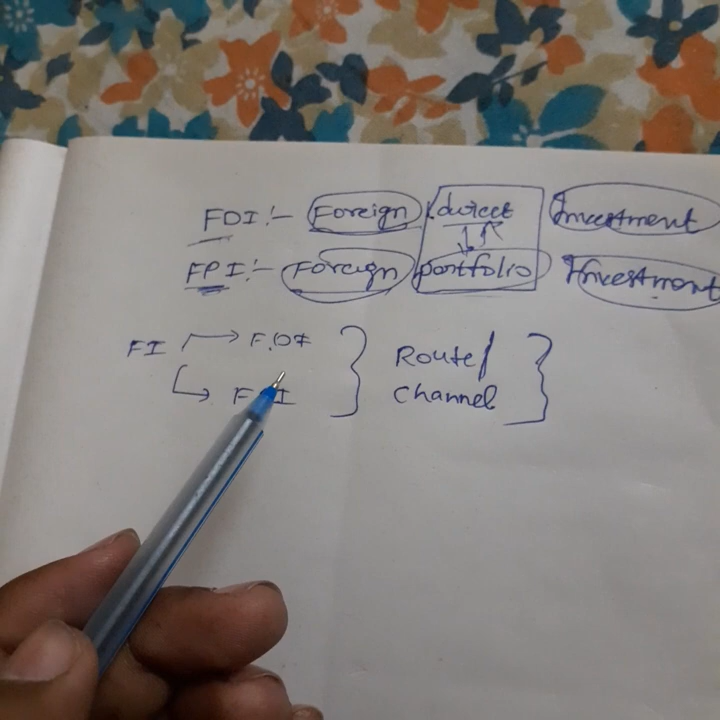 FDI:- Foreign direct Investment
FPI:- Foreign portfolio Investment
FI → F.DI
→ F I
Route/
Channel